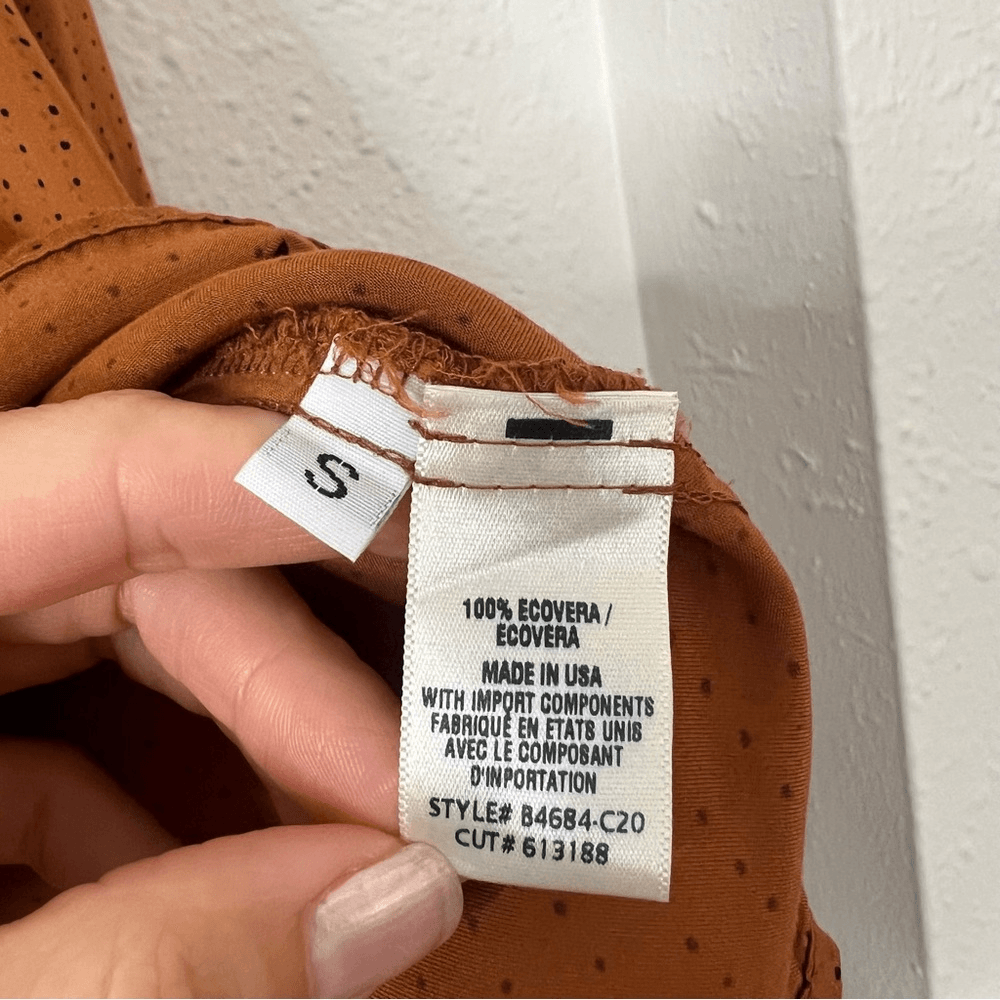 S
100% ECOVERA /
ECOVERA
MADE IN USA
WITH IMPORT COMPONENTS
FABRIQUÉ EN ETATS UNIS
AVEC LE COMPOSANT
D'INPORTATION
STYLE# B4684-C20
CUT# 613188